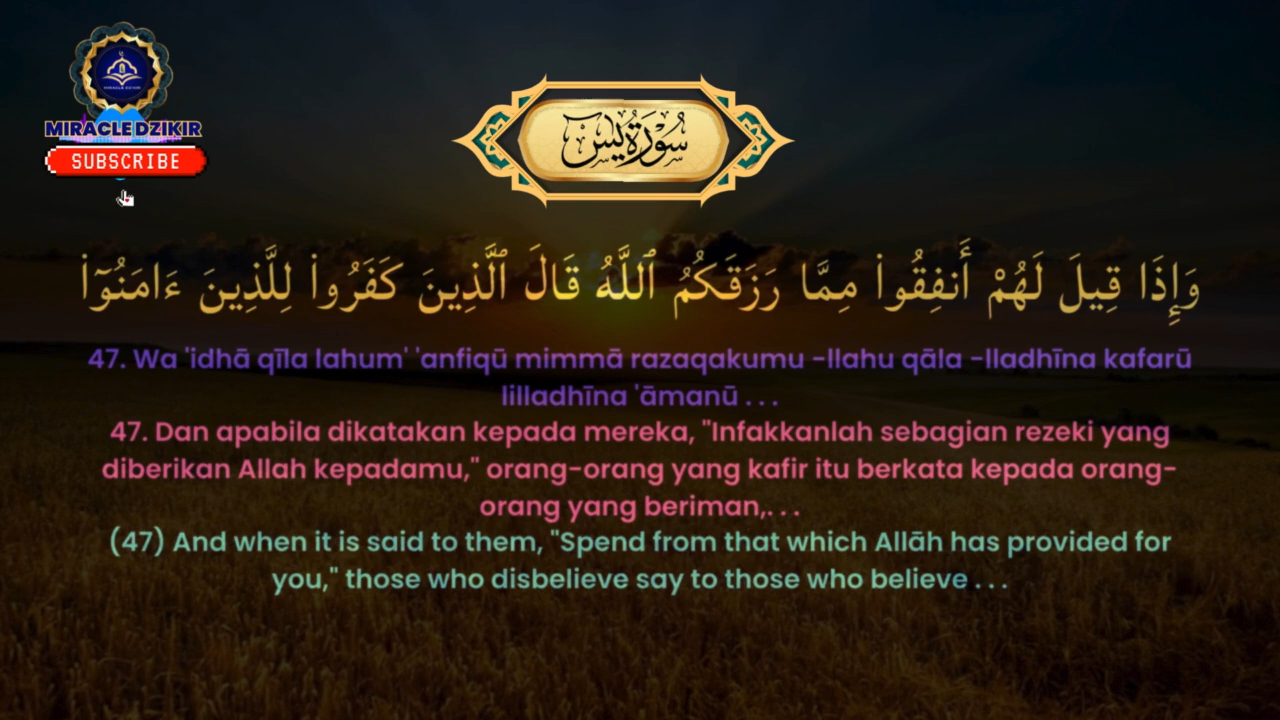 MIRACLE DZIKIR
MIRACLE DZIKIR
SUBSCRIBE
سُوْرَةُ يٰسٓ
وَإِذَا قِيلَ لَهُمْ أَنفِقُوا۟ مِمَّا رَزَقَكُمُ ٱللَّهُ قَالَ ٱلَّذِينَ كَفَرُوا۟ لِلَّذِينَ ءَامَنُوٓا۟
47. Wa 'idhā qīla lahum' 'anfiqū mimmā razaqakumu -llahu qāla -lladhīna kafarū
lilladhīna 'āmanū . . .
47. Dan apabila dikatakan kepada mereka, "Infakkanlah sebagian rezeki yang
diberikan Allah kepadamu," orang-orang yang kafir itu berkata kepada orang-
orang yang beriman,. . .
(47) And when it is said to them, "Spend from that which Allāh has provided for
you," those who disbelieve say to those who believe . . .